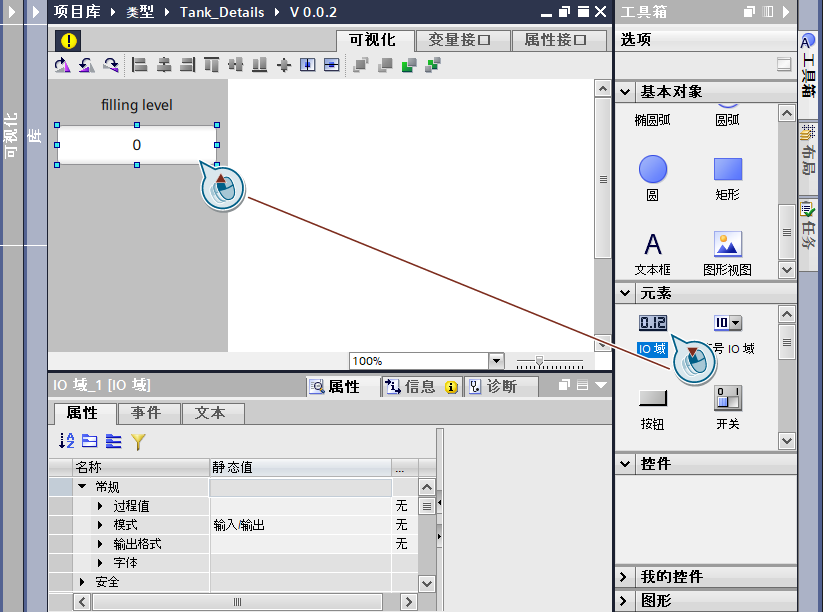 项目库 类型 Tank_Details V 0.0.2
可视化 变量接口 属性接口
filling level
0
100%
可视化
库
IO 域_1 [IO 域]
属性 信息 诊断
属性 事件 文本
名称 静态值 ...
常规
过程值 无
模式 输入/输出 无
输出格式 无
字体
安全
工具箱
选项
基本对象
椭圆弧 圆弧
圆 矩形
A
文本框 图形视图
元素
0.12 10
IO 域 号 IO 域
0 1
按钮 开关
控件
我的控件
图形
工具箱
布局
任务